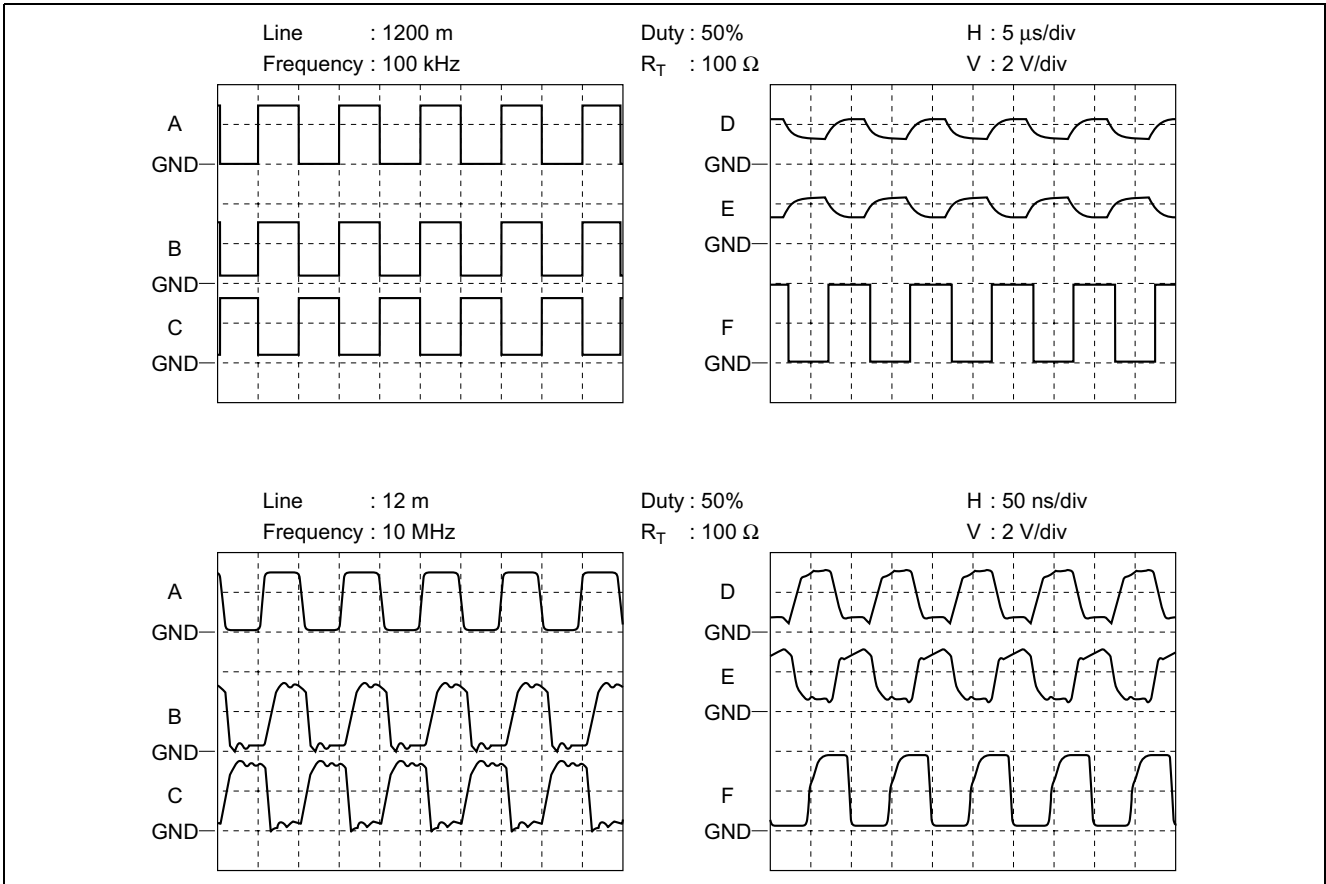 Line : 1200 m Duty : 50% H : 5 μs/div
Frequency : 100 kHz R_T : 100 Ω V : 2 V/div
A
GND
B
GND
C
GND
D
GND
E
GND
F
GND
Line : 12 m Duty : 50% H : 50 ns/div
Frequency : 10 MHz R_T : 100 Ω V : 2 V/div
A
GND
B
GND
C
GND
D
GND
E
GND
F
GND